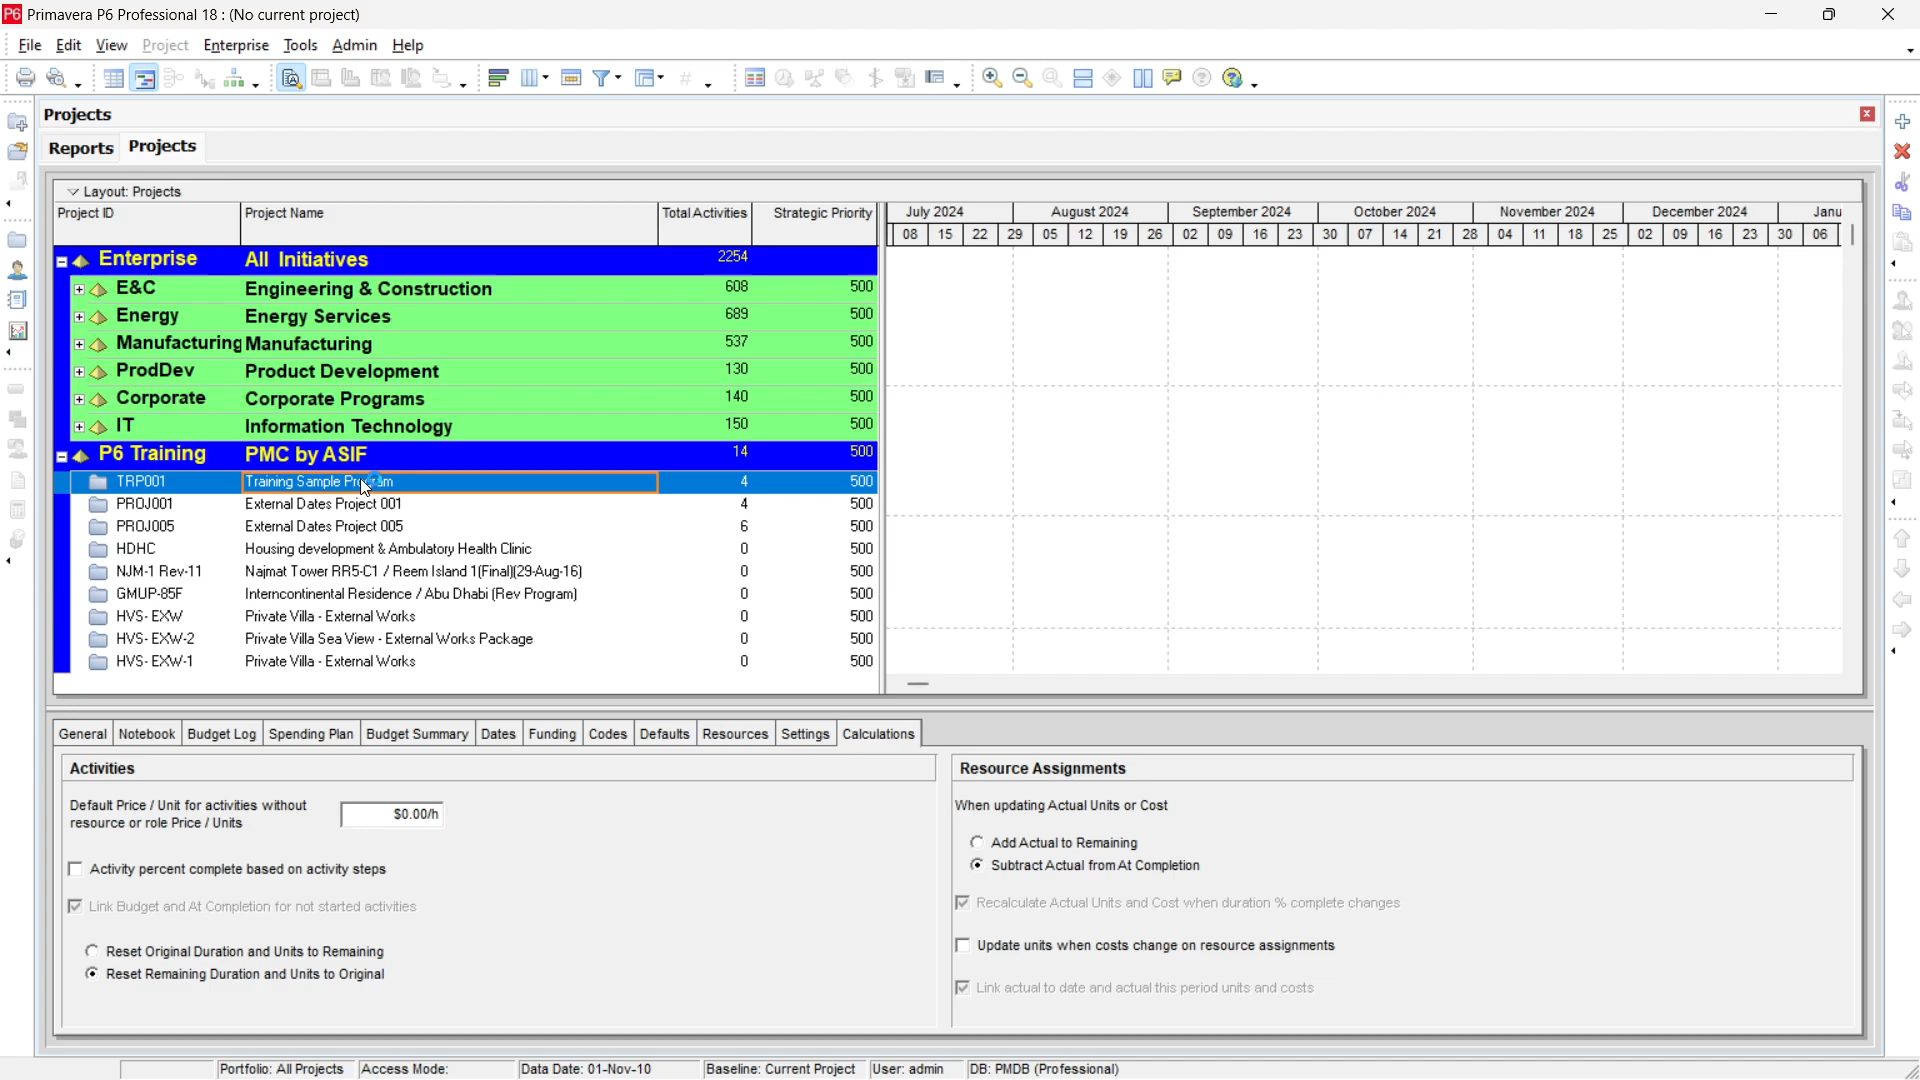 P6 Primavera P6 Professional 18 : (No current project)
File Edit View Project Enterprise Tools Admin Help
Projects
Reports Projects
Layout: Projects
Project ID Project Name Total Activities Strategic Priority July 2024 August 2024 September 2024 October 2024 November 2024 December 2024 Janu
08 15 22 29 05 12 19 26 02 09 16 23 30 07 14 21 28 04 11 18 25 02 09 16 23 30 06
Enterprise All Initiatives 2254
E&C Engineering & Construction 608 500
Energy Energy Services 689 500
Manufacturing Manufacturing 537 500
ProdDev Product Development 130 500
Corporate Corporate Programs 140 500
IT Information Technology 150 500
P6 Training PMC by ASIF 14 500
TRP001 Training Sample Program 4 500
PROJ001 External Dates Project 001 4 500
PROJ005 External Dates Project 005 6 500
HDHC Housing development & Ambulatory Health Clinic 0 500
NJM-1 Rev-11 Najmat Tower RR5-C1 / Reem Island 1(Final)(29-Aug-16) 0 500
GMUP-85F Interncontinental Residence / Abu Dhabi (Rev Program) 0 500
HVS- EXW Private Villa - External Works 0 500
HVS- EXW-2 Private Villa Sea View - External Works Package 0 500
HVS- EXW-1 Private Villa - External Works 0 500
General Notebook Budget Log Spending Plan Budget Summary Dates Funding Codes Defaults Resources Settings Calculations
Activities
Default Price / Unit for activities without
resource or role Price / Units
$0.00/h
Activity percent complete based on activity steps
Link Budget and At Completion for not started activities
Reset Original Duration and Units to Remaining
Reset Remaining Duration and Units to Original
Resource Assignments
When updating Actual Units or Cost
Add Actual to Remaining
Subtract Actual from At Completion
Recalculate Actual Units and Cost when duration % complete changes
Update units when costs change on resource assignments
Link actual to date and actual this period units and costs
Portfolio: All Projects Access Mode: Data Date: 01-Nov-10 Baseline: Current Project User: admin DB: PMDB (Professional)